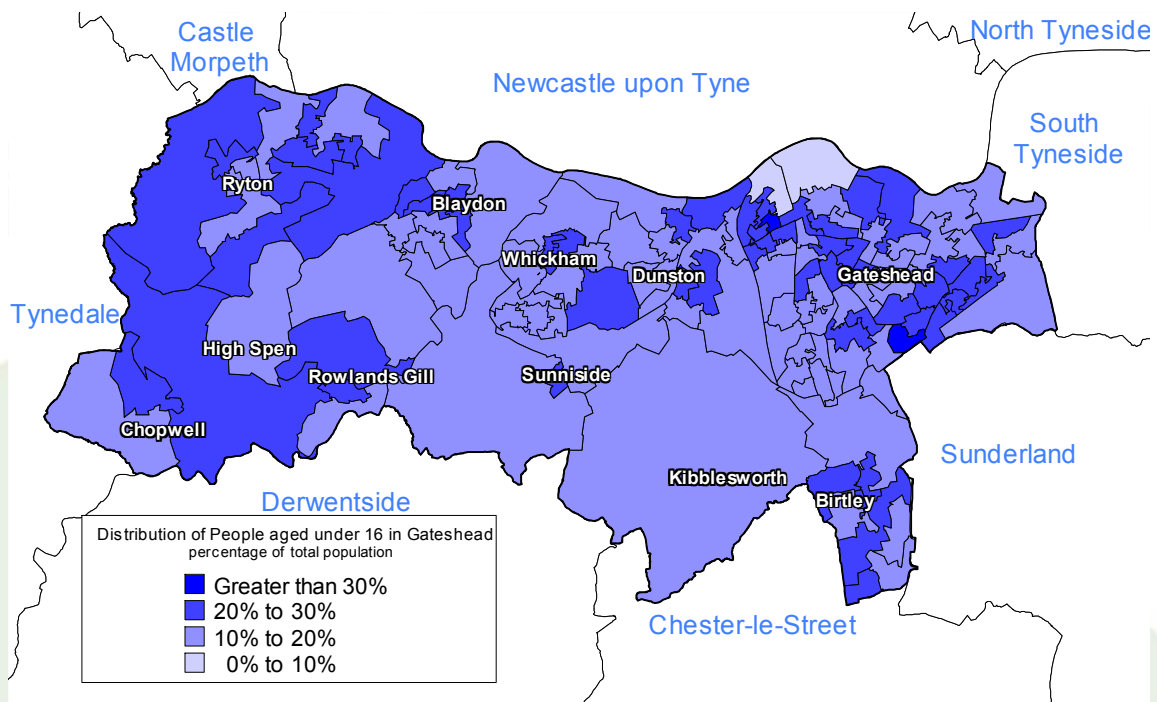 Castle
Morpeth
North Tyneside
Newcastle upon Tyne
South
Tyneside
Ryton
Blaydon
Whickham
Dunston
Gateshead
Tynedale
High Spen
Rowlands Gill
Sunniside
Chopwell
Sunderland
Kibblesworth
Birtley
Derwentside
Distribution of People aged under 16 in Gateshead
percentage of total population
Greater than 30%
20% to 30%
10% to 20%
0% to 10%
Chester-le-Street